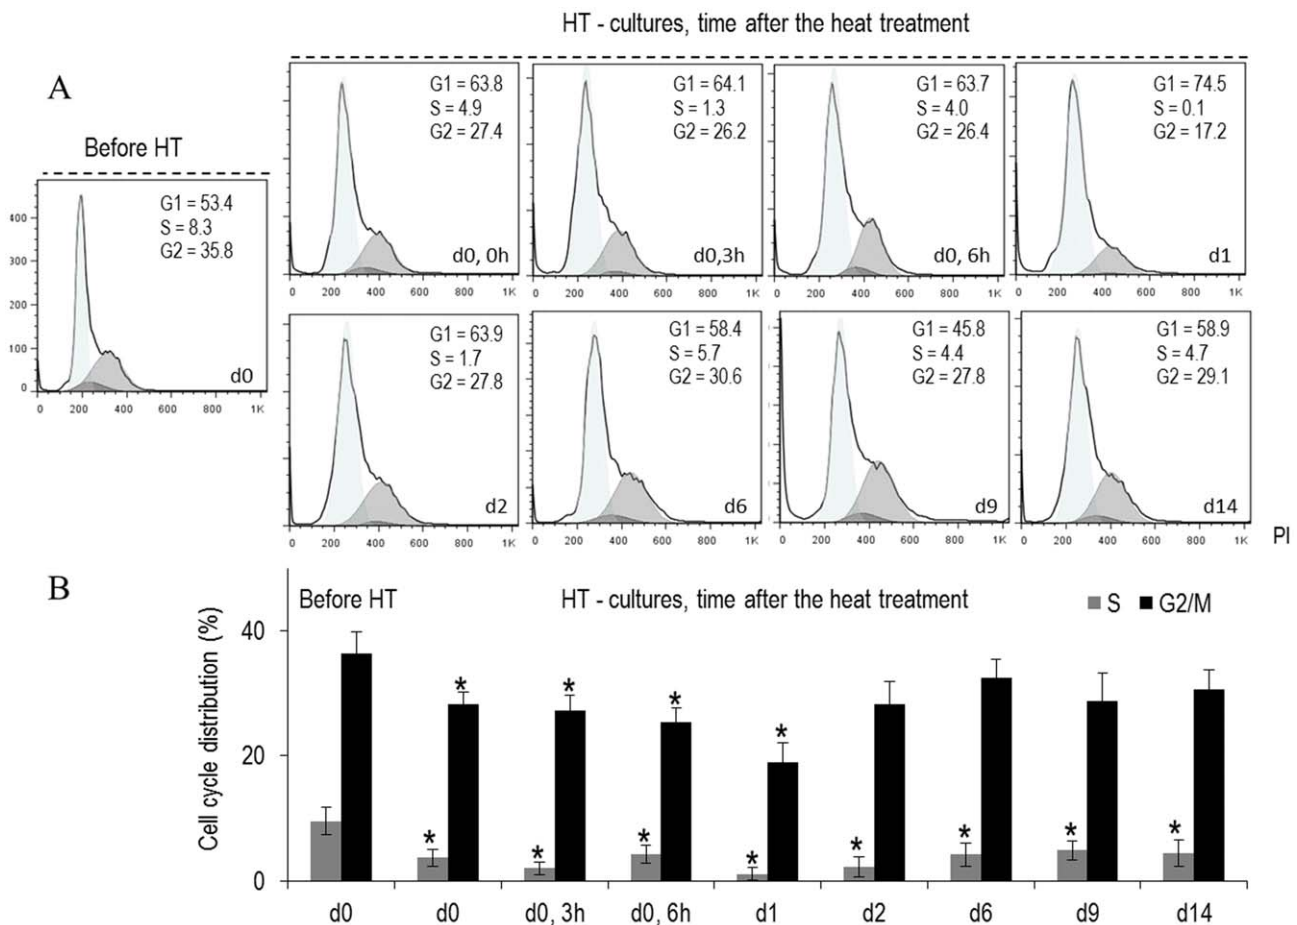 HT - cultures, time after the heat treatment
A
Before HT
G1 = 53.4
S = 8.3
G2 = 35.8
d0
400
300
200
100
0
0 200 400 600 800 1K
G1 = 63.8
S = 4.9
G2 = 27.4
d0, 0h
0 200 400 600 800 1K
G1 = 64.1
S = 1.3
G2 = 26.2
d0,3h
0 200 400 600 800 1K
G1 = 63.7
S = 4.0
G2 = 26.4
d0, 6h
0 200 400 600 800 1K
G1 = 74.5
S = 0.1
G2 = 17.2
d1
0 200 400 600 800 1K
G1 = 63.9
S = 1.7
G2 = 27.8
d2
0 200 400 600 800 1K
G1 = 58.4
S = 5.7
G2 = 30.6
d6
0 200 400 600 800 1K
G1 = 45.8
S = 4.4
G2 = 27.8
d9
0 200 400 600 800 1K
G1 = 58.9
S = 4.7
G2 = 29.1
d14
0 200 400 600 800 1K
PI
B
Before HT
HT - cultures, time after the heat treatment
S G2/M
Cell cycle distribution (%)
40
20
0
* * * *
* * * * * * * *
d0 d0 d0, 3h d0, 6h d1 d2 d6 d9 d14